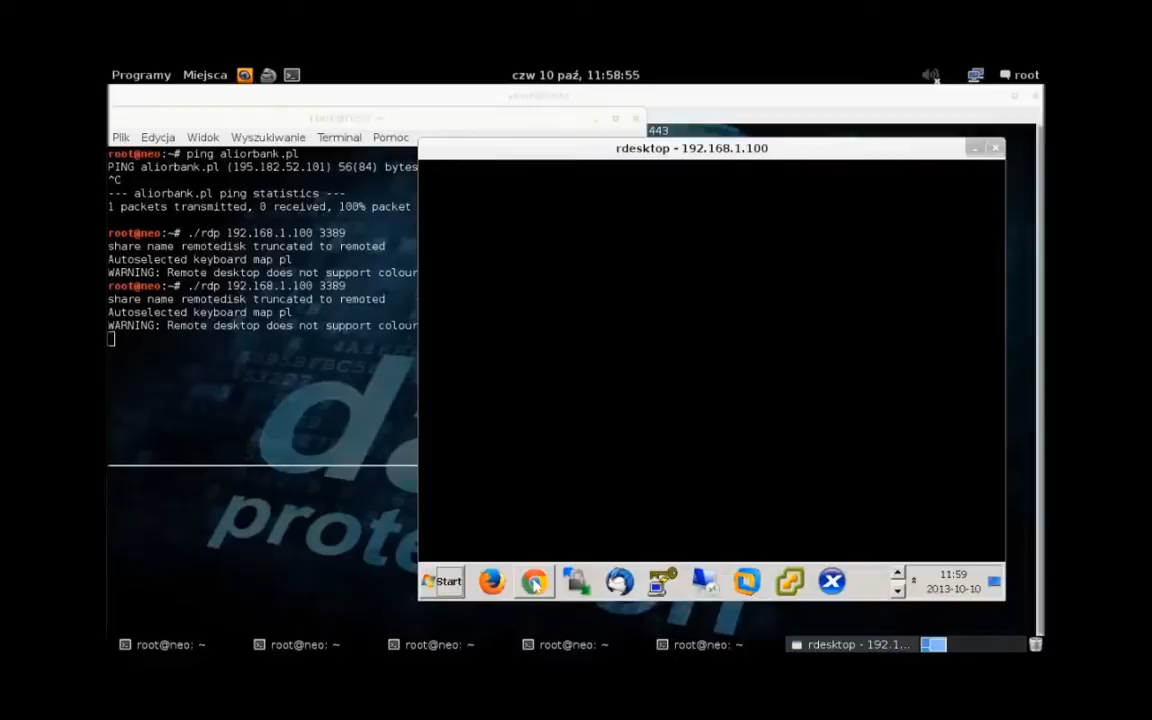 Programy Miejsca czw 10 paź, 11:58:55 root
Plik Edycja Widok Wyszukiwanie Terminal Pomoc
443
rdesktop - 192.168.1.100
root@neo:~# ping aliorbank.pl
PING aliorbank.pl (195.182.52.101) 56(84) bytes
^C
--- aliorbank.pl ping statistics ---
1 packets transmitted, 0 received, 100% packet
root@neo:~# ./rdp 192.168.1.100 3389
share name remotedisk truncated to remoted
Autoselected keyboard map pl
WARNING: Remote desktop does not support colour
root@neo:~# ./rdp 192.168.1.100 3389
share name remotedisk truncated to remoted
Autoselected keyboard map pl
WARNING: Remote desktop does not support colour
prote
Start
11:59
2013-10-10
root@neo: ~ root@neo: ~ root@neo: ~ root@neo: ~ root@neo: ~ rdesktop - 192.1...